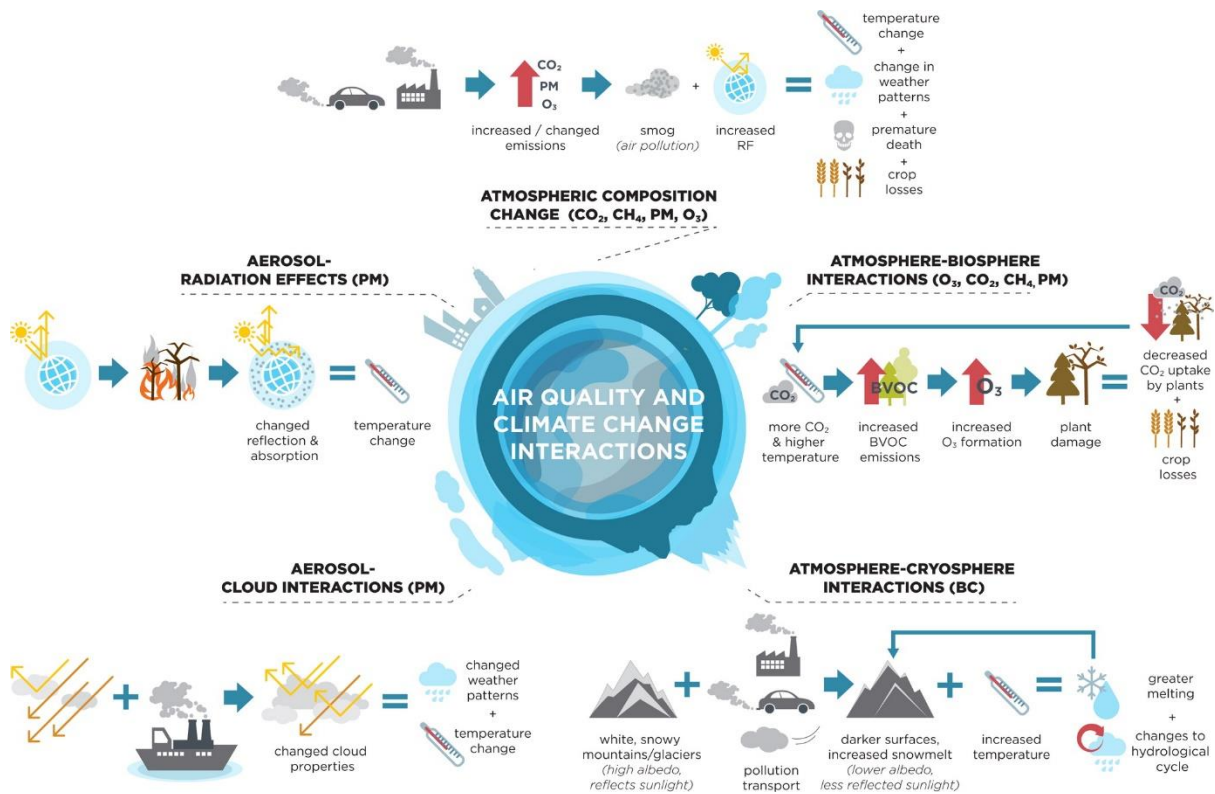 CO₂
PM
O₃
increased / changed
emissions
smog
(air pollution)
+
increased
RF
=
temperature
change
+
change in
weather
patterns
+
premature
death
+
crop
losses
ATMOSPHERIC COMPOSITION
CHANGE (CO₂, CH₄, PM, O₃)
AEROSOL-
RADIATION EFFECTS (PM)
changed
reflection &
absorption
=
temperature
change
ATMOSPHERE-BIOSPHERE
INTERACTIONS (O₃, CO₂, CH₄, PM)
CO₂
more CO₂
& higher
temperature
BVOC
increased
BVOC
emissions
O₃
increased
O₃ formation
plant
damage
=
CO₂
decreased
CO₂ uptake
by plants
+
crop
losses
AIR QUALITY AND
CLIMATE CHANGE
INTERACTIONS
AEROSOL-
CLOUD INTERACTIONS (PM)
+
changed cloud
properties
=
changed
weather
patterns
+
temperature
change
ATMOSPHERE-CRYOSPHERE
INTERACTIONS (BC)
white, snowy
mountains/glaciers
(high albedo,
reflects sunlight)
+
pollution
transport
darker surfaces,
increased snowmelt
(lower albedo,
less reflected sunlight)
+
increased
temperature
=
greater
melting
+
changes to
hydrological
cycle